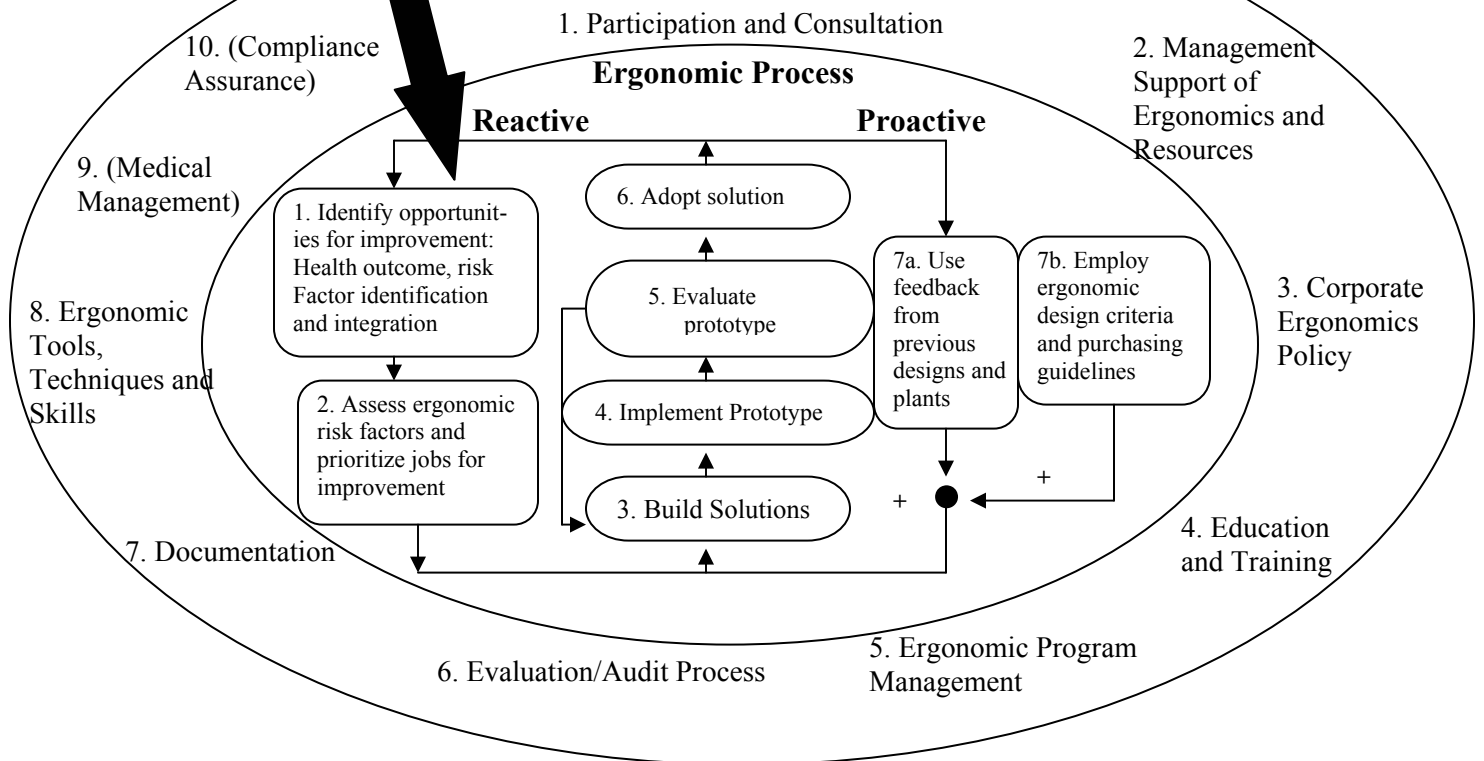 1. Participation and Consultation
10. (Compliance
Assurance)
2. Management
Support of
Ergonomics and
Resources
Ergonomic Process
Reactive
Proactive
9. (Medical
Management)
1. Identify opportunit-
ies for improvement:
Health outcome, risk
Factor identification
and integration
6. Adopt solution
5. Evaluate
prototype
7a. Use
feedback
from
previous
designs and
plants
7b. Employ
ergonomic
design criteria
and purchasing
guidelines
3. Corporate
Ergonomics
Policy
8. Ergonomic
Tools,
Techniques and
Skills
2. Assess ergonomic
risk factors and
prioritize jobs for
improvement
4. Implement Prototype
3. Build Solutions
+
+
7. Documentation
4. Education
and Training
5. Ergonomic Program
Management
6. Evaluation/Audit Process